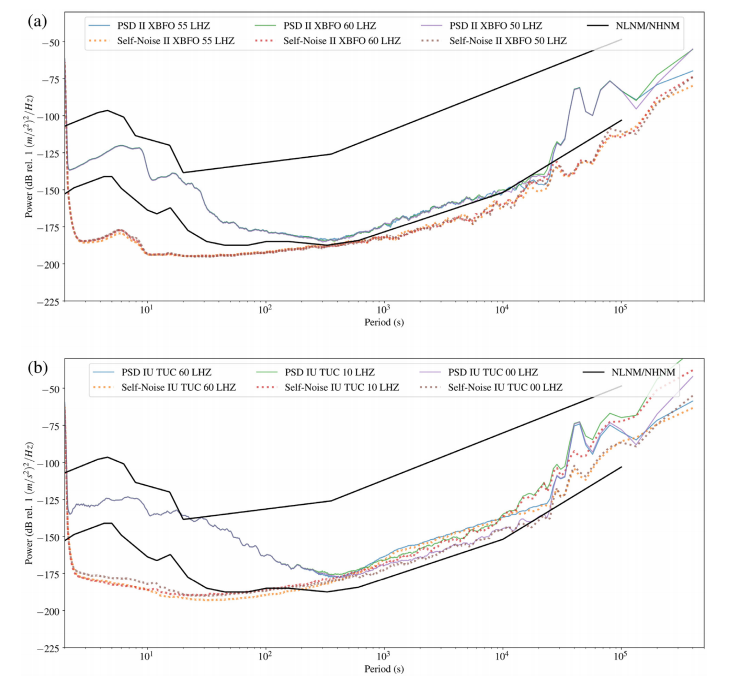 (a)
PSD II XBFO 55 LHZ PSD II XBFO 60 LHZ PSD II XBFO 50 LHZ NLNM/NHNM
Self-Noise II XBFO 55 LHZ Self-Noise II XBFO 60 LHZ Self-Noise II XBFO 50 LHZ
Power (dB rel. 1 (m/s²)²/Hz)
−50
−75
−100
−125
−150
−175
−200
−225
10¹ 10² 10³ 10⁴ 10⁵
Period (s)
(b)
PSD IU TUC 60 LHZ PSD IU TUC 10 LHZ PSD IU TUC 00 LHZ NLNM/NHNM
Self-Noise IU TUC 60 LHZ Self-Noise IU TUC 10 LHZ Self-Noise IU TUC 00 LHZ
Power (dB rel. 1 (m/s²)²/Hz)
−50
−75
−100
−125
−150
−175
−200
−225
10¹ 10² 10³ 10⁴ 10⁵
Period (s)